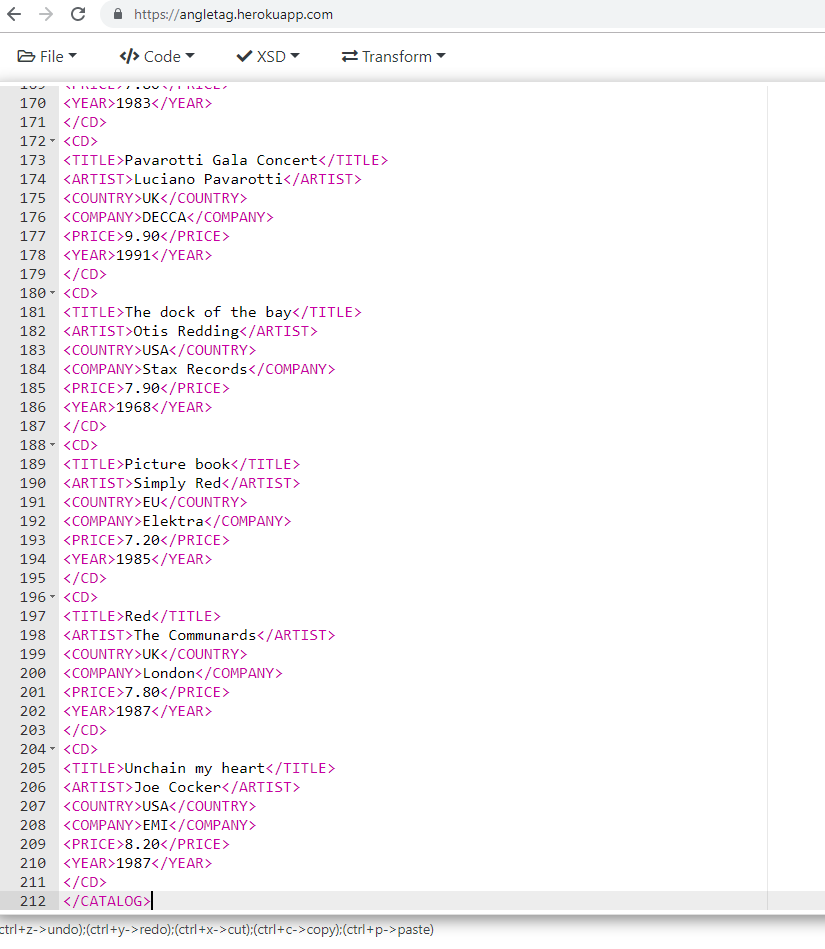 https://angletag.herokuapp.com
File Code XSD Transform
169 <PRICE>7.80</PRICE>
170 <YEAR>1983</YEAR>
171 </CD>
172 <CD>
173 <TITLE>Pavarotti Gala Concert</TITLE>
174 <ARTIST>Luciano Pavarotti</ARTIST>
175 <COUNTRY>UK</COUNTRY>
176 <COMPANY>DECCA</COMPANY>
177 <PRICE>9.90</PRICE>
178 <YEAR>1991</YEAR>
179 </CD>
180 <CD>
181 <TITLE>The dock of the bay</TITLE>
182 <ARTIST>Otis Redding</ARTIST>
183 <COUNTRY>USA</COUNTRY>
184 <COMPANY>Stax Records</COMPANY>
185 <PRICE>7.90</PRICE>
186 <YEAR>1968</YEAR>
187 </CD>
188 <CD>
189 <TITLE>Picture book</TITLE>
190 <ARTIST>Simply Red</ARTIST>
191 <COUNTRY>EU</COUNTRY>
192 <COMPANY>Elektra</COMPANY>
193 <PRICE>7.20</PRICE>
194 <YEAR>1985</YEAR>
195 </CD>
196 <CD>
197 <TITLE>Red</TITLE>
198 <ARTIST>The Communards</ARTIST>
199 <COUNTRY>UK</COUNTRY>
200 <COMPANY>London</COMPANY>
201 <PRICE>7.80</PRICE>
202 <YEAR>1987</YEAR>
203 </CD>
204 <CD>
205 <TITLE>Unchain my heart</TITLE>
206 <ARTIST>Joe Cocker</ARTIST>
207 <COUNTRY>USA</COUNTRY>
208 <COMPANY>EMI</COMPANY>
209 <PRICE>8.20</PRICE>
210 <YEAR>1987</YEAR>
211 </CD>
212 </CATALOG>
ctrl+z->undo);(ctrl+y->redo);(ctrl+x->cut);(ctrl+c->copy);(ctrl+p->paste)